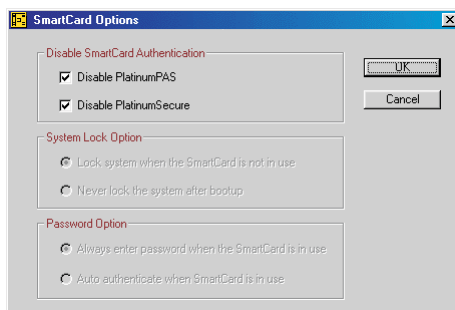 SmartCard Options
Disable SmartCard Authentication
Disable PlatinumPAS
Disable PlatinumSecure
OK
Cancel
System Lock Option
Lock system when the SmartCard is not in use
Never lock the system after bootup
Password Option
Always enter password when the SmartCard is in use
Auto authenticate when SmartCard is in use